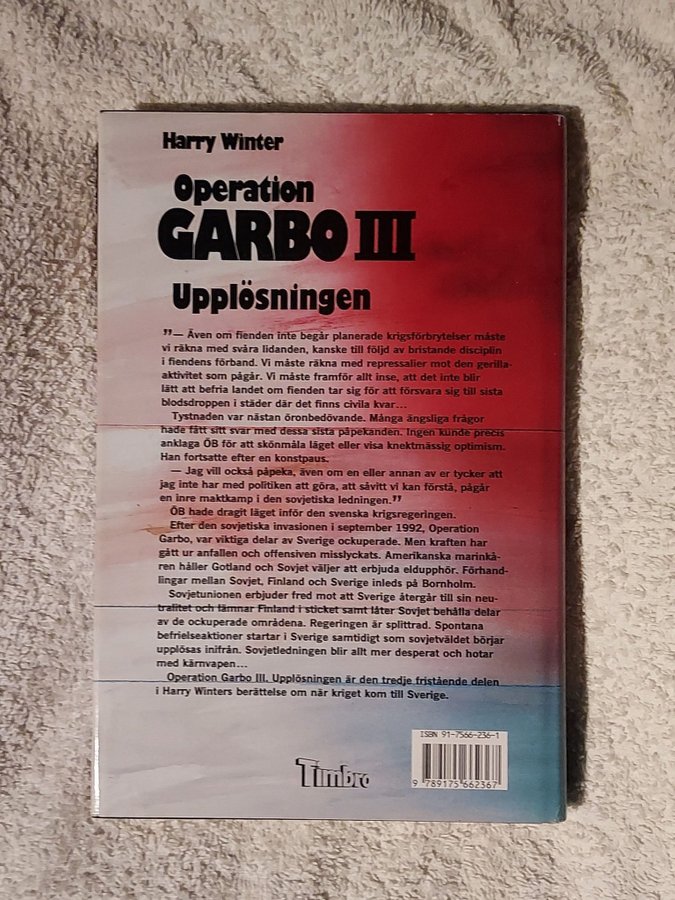 Harry Winter
Operation
GARBO III
Upplösningen
”— Även om fienden inte begår planerade krigsförbrytelser måste
vi räkna med svåra lidanden, kanske till följd av bristande disciplin
i fiendens förband. Vi måste räkna med repressalier mot den gerilla-
aktivitet som pågår. Vi måste framför allt inse, att det inte blir
lätt att befria landet om fienden tar sig för att försvara sig till sista
blodsdroppen i städer där det finns civila kvar...
Tystnaden var nästan öronbedövande. Många ängsliga frågor
hade fått sitt svar med dessa sista påpekanden. Ingen kunde precis
anklaga ÖB för att skönmåla läget eller visa knektmässig optimism.
Han fortsatte efter en konstpaus.
— Jag vill också påpeka, även om en eller annan av er tycker att
jag inte har med politiken att göra, att såvitt vi kan förstå, pågår
en inre maktkamp i den sovjetiska ledningen.”
ÖB hade dragit läget inför den svenska krigsregeringen.
Efter den sovjetiska invasionen i september 1992, Operation
Garbo, var viktiga delar av Sverige ockuperade. Men kraften har
gått ur anfallen och offensiven misslyckats. Amerikanska marinkå-
ren håller Gotland och Sovjet väljer att erbjuda eldupphör. Förhand-
lingar mellan Sovjet, Finland och Sverige inleds på Bornholm.
Sovjetunionen erbjuder fred mot att Sverige återgår till sin neu-
tralitet och lämnar Finland i sticket samt låter Sovjet behålla delar
av de ockuperade områdena. Regeringen är splittrad. Spontana
befrielseaktioner startar i Sverige samtidigt som sovjetväldet börjar
upplösas inifrån. Sovjetledningen blir allt mer desperat och hotar
med kärnvapen...
Operation Garbo III. Upplösningen är den tredje fristående delen
i Harry Winters berättelse om när kriget kom till Sverige.
ISBN 91-7566-236-1
Timbro
9 789175 662367